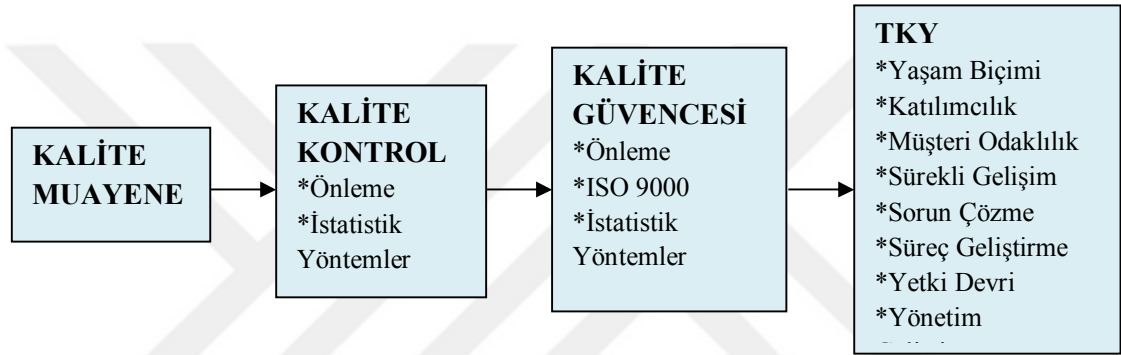 KALİTE
MUAYENE
KALİTE
KONTROL
*Önleme
*İstatistik
Yöntemler
KALİTE
GÜVENCESİ
*Önleme
*ISO 9000
*İstatistik
Yöntemler
TKY
*Yaşam Biçimi
*Katılımcılık
*Müşteri Odaklılık
*Sürekli Gelişim
*Sorun Çözme
*Süreç Geliştirme
*Yetki Devri
*Yönetim